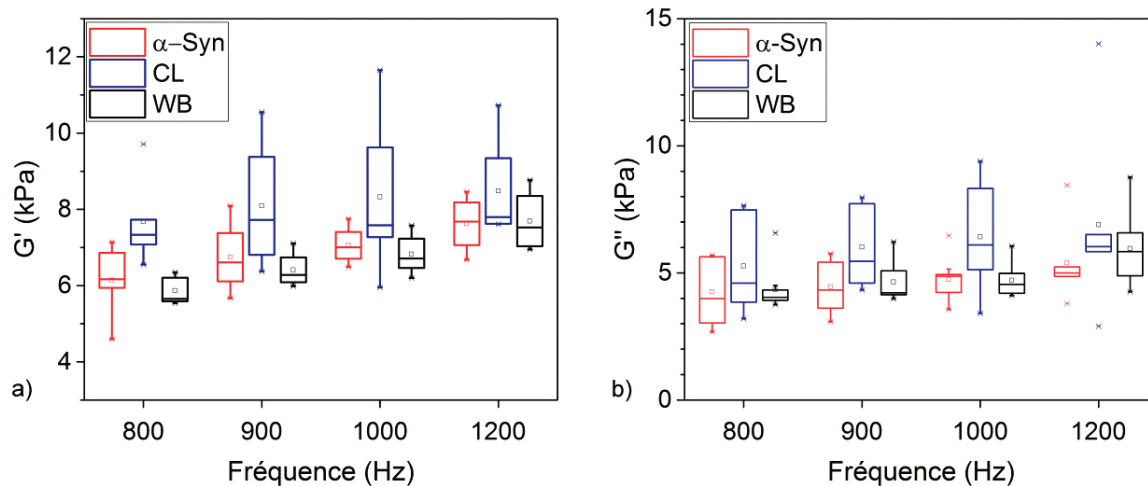 12
10
8
6
4
G' (kPa)
α–Syn
CL
WB
800
900
1000
1200
Fréquence (Hz)
a)
15
10
5
0
G'' (kPa)
α-Syn
CL
WB
800
900
1000
1200
Fréquence (Hz)
b)